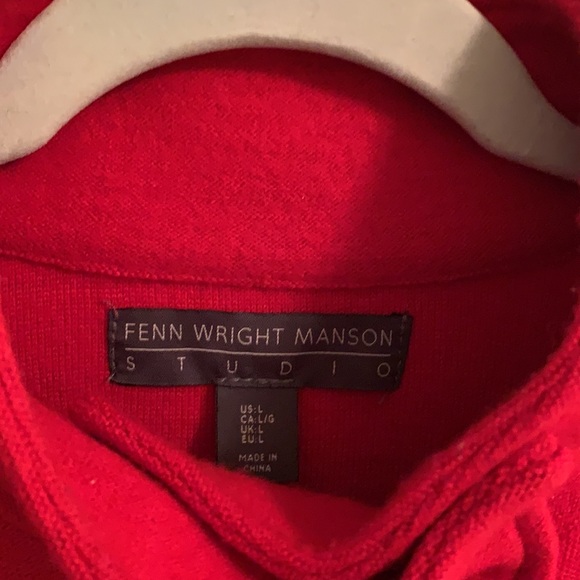 FENN WRIGHT MANSON
STUDIO
US:L
CA:L/G
UK:L
EU:L
MADE IN
CHINA